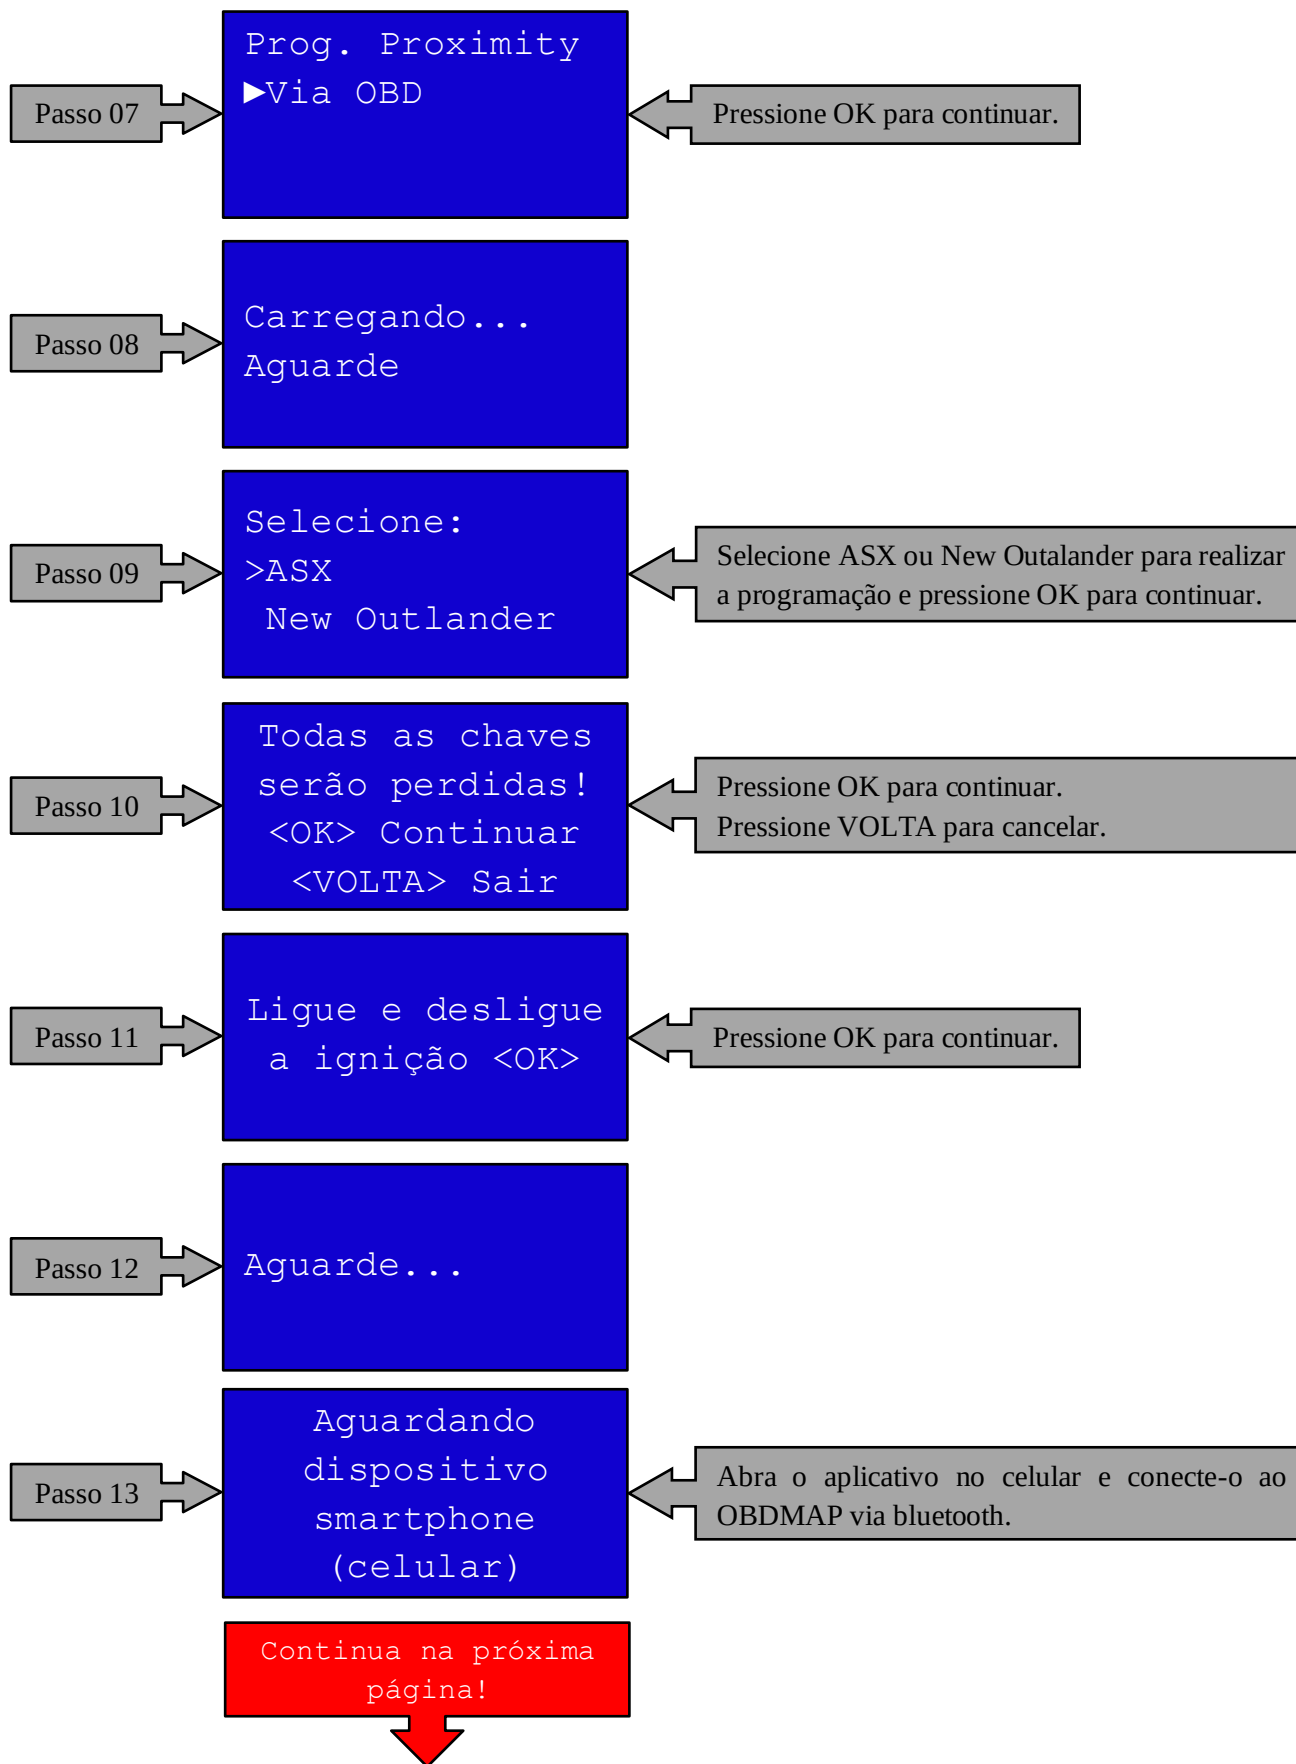 Passo 07
Prog. Proximity
►Via OBD
Pressione OK para continuar.
Passo 08
Carregando...
Aguarde
Passo 09
Selecione:
>ASX
New Outlander
Selecione ASX ou New Outalander para realizar
a programação e pressione OK para continuar.
Passo 10
Todas as chaves
serão perdidas!
<OK> Continuar
<VOLTA> Sair
Pressione OK para continuar.
Pressione VOLTA para cancelar.
Passo 11
Ligue e desligue
a ignição <OK>
Pressione OK para continuar.
Passo 12
Aguarde...
Passo 13
Aguardando
dispositivo
smartphone
(celular)
Abra o aplicativo no celular e conecte-o ao
OBDMAP via bluetooth.
Continua na próxima
página!